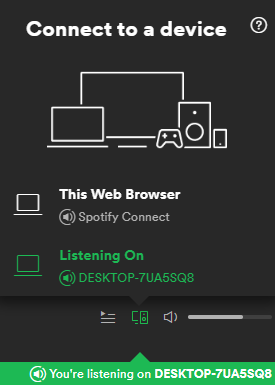 Connect to a device
This Web Browser
Spotify Connect
Listening On
DESKTOP-7UA5SQ8
You're listening on DESKTOP-7UA5SQ8